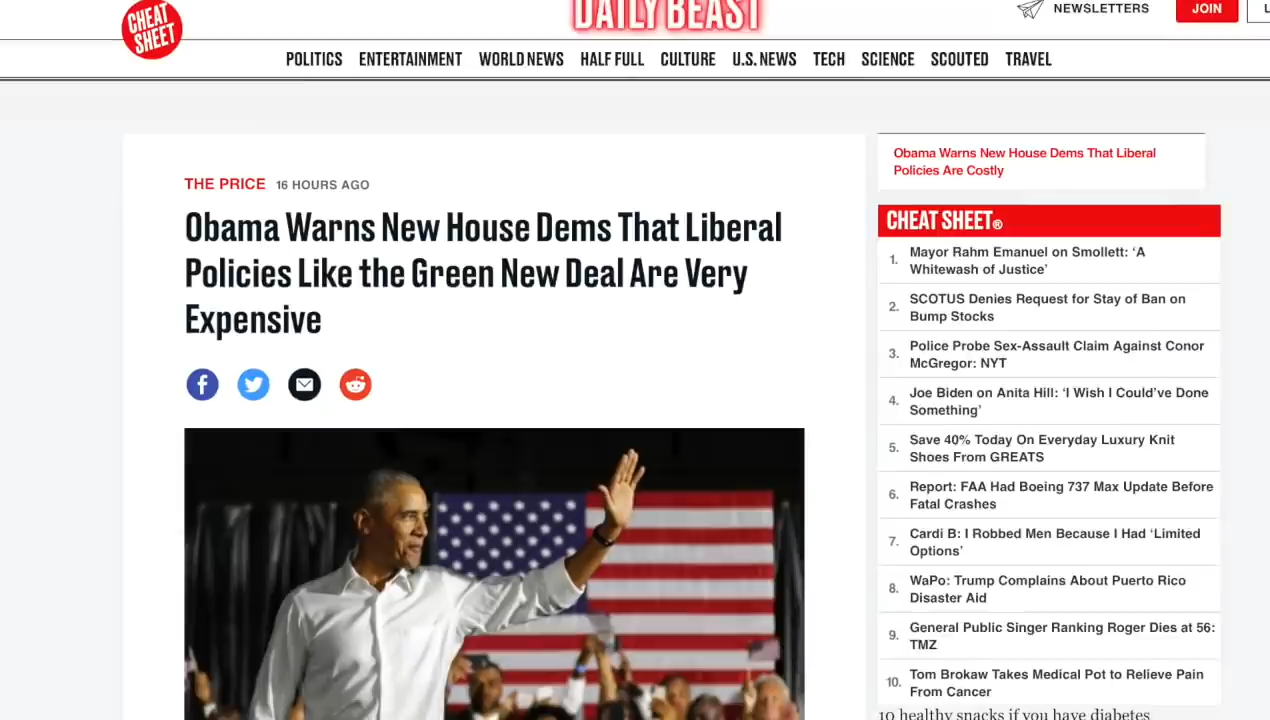 CHEAT
SHEET
DAILY BEAST
NEWSLETTERS
JOIN
POLITICS ENTERTAINMENT WORLD NEWS HALF FULL CULTURE U.S. NEWS TECH SCIENCE SCOUTED TRAVEL
THE PRICE 16 HOURS AGO
Obama Warns New House Dems That Liberal
Policies Like the Green New Deal Are Very
Expensive
Obama Warns New House Dems That Liberal
Policies Are Costly
CHEAT SHEET®
1. Mayor Rahm Emanuel on Smollett: ‘A
Whitewash of Justice’
2. SCOTUS Denies Request for Stay of Ban on
Bump Stocks
3. Police Probe Sex-Assault Claim Against Conor
McGregor: NYT
4. Joe Biden on Anita Hill: ‘I Wish I Could’ve Done
Something’
5. Save 40% Today On Everyday Luxury Knit
Shoes From GREATS
6. Report: FAA Had Boeing 737 Max Update Before
Fatal Crashes
7. Cardi B: I Robbed Men Because I Had ‘Limited
Options’
8. WaPo: Trump Complains About Puerto Rico
Disaster Aid
9. General Public Singer Ranking Roger Dies at 56:
TMZ
10. Tom Brokaw Takes Medical Pot to Relieve Pain
From Cancer
10 healthy snacks if you have diabetes